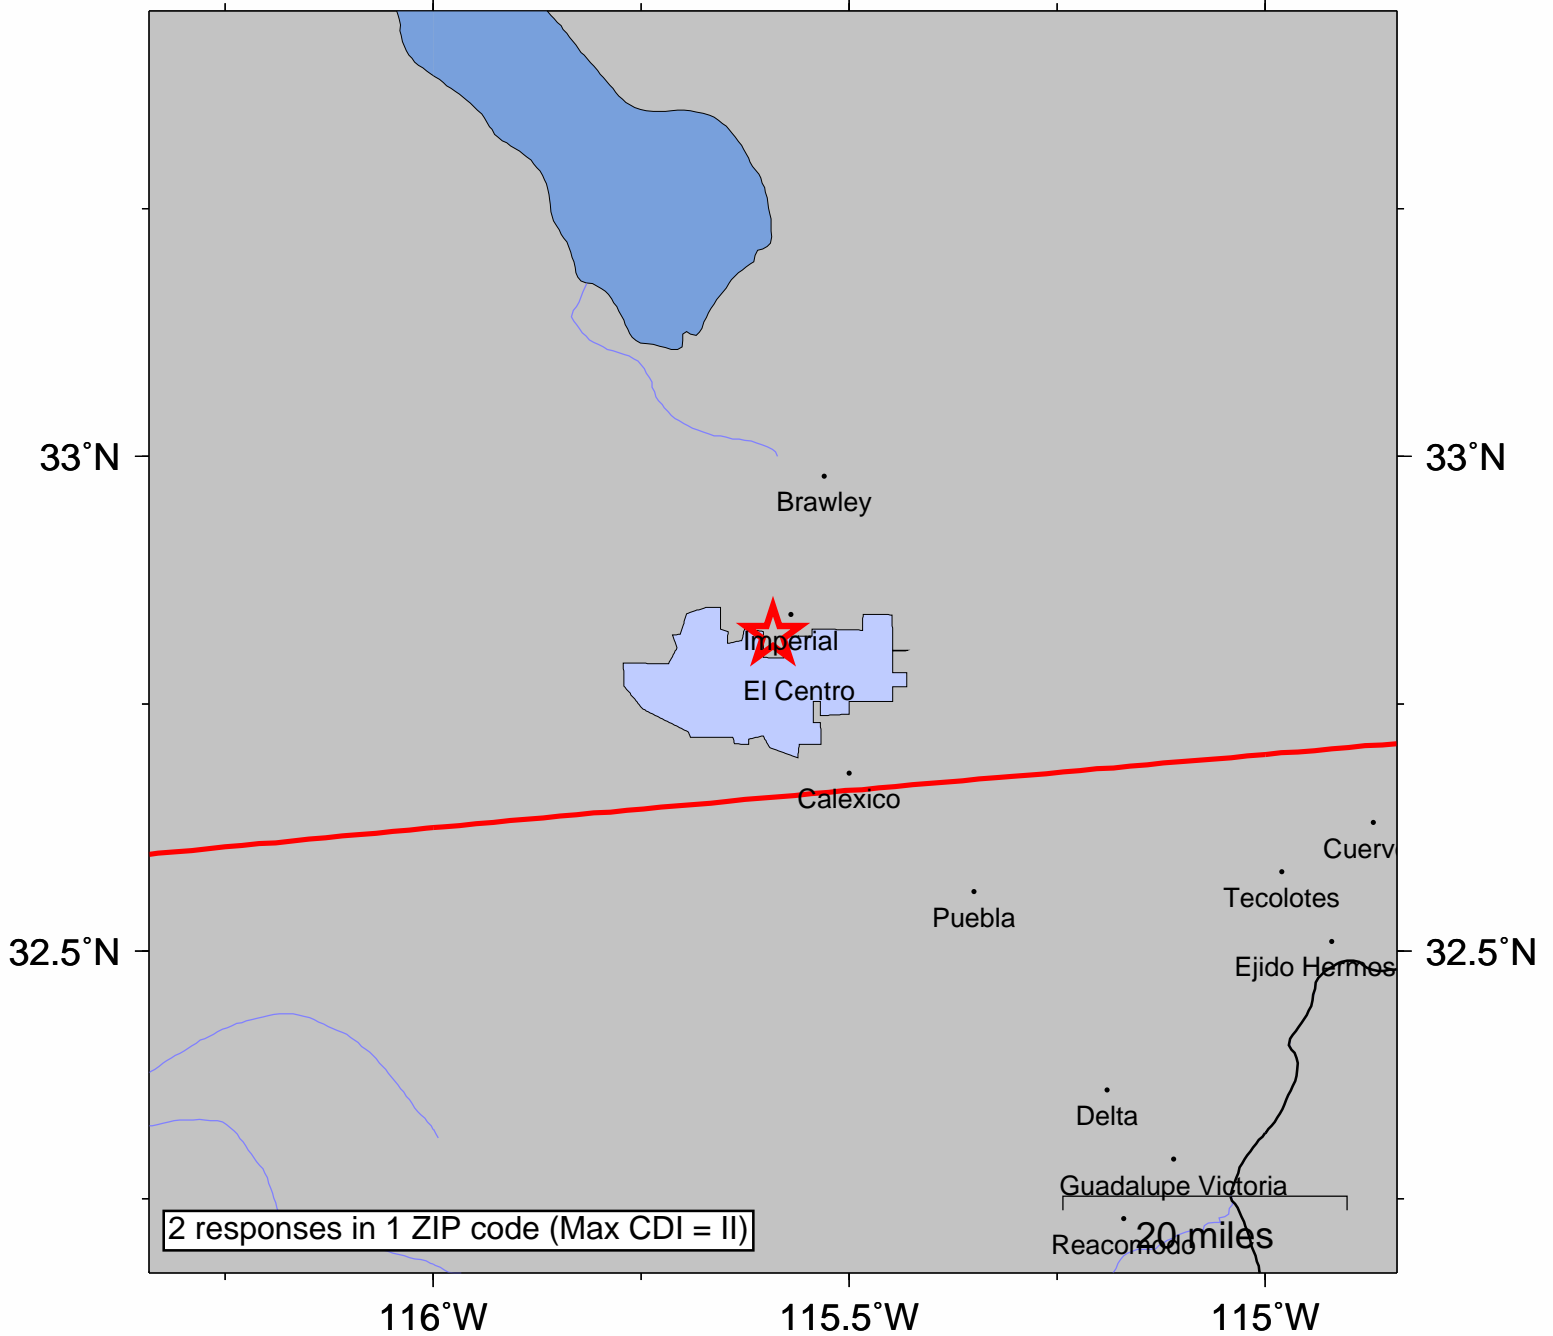 33°N
33°N
Brawley
Imperial
El Centro
Calexico
Cuerv
Tecolotes
Puebla
32.5°N
32.5°N
Ejido Hermos
Delta
Guadalupe Victoria
2 responses in 1 ZIP code (Max CDI = II)
20 miles
Reacomodo
116°W
115.5°W
115°W